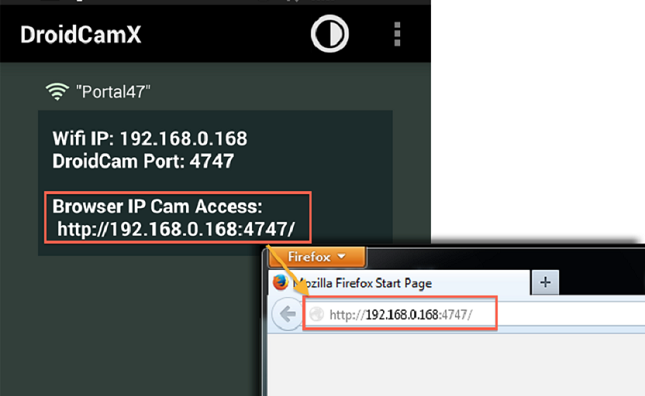 DroidCamX
"Portal47"
Wifi IP: 192.168.0.168
DroidCam Port: 4747
Browser IP Cam Access:
http://192.168.0.168:4747/
Firefox
Mozilla Firefox Start Page
http://192.168.0.168:4747/